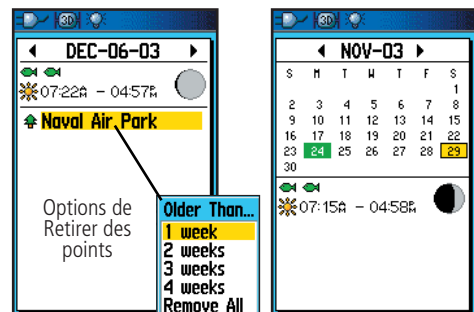 3D
DEC-06-03
07:22A - 04:57P
Naval Air Park
Options de
Retirer des
points
Older Than...
1 week
2 weeks
3 weeks
4 weeks
Remove All
3D
NOV-03
S M T W T F S
1
2 3 4 5 6 7 8
9 10 11 12 13 14 15
16 17 18 19 20 21 22
23 24 25 26 27 28 29
30
07:15A - 04:58P